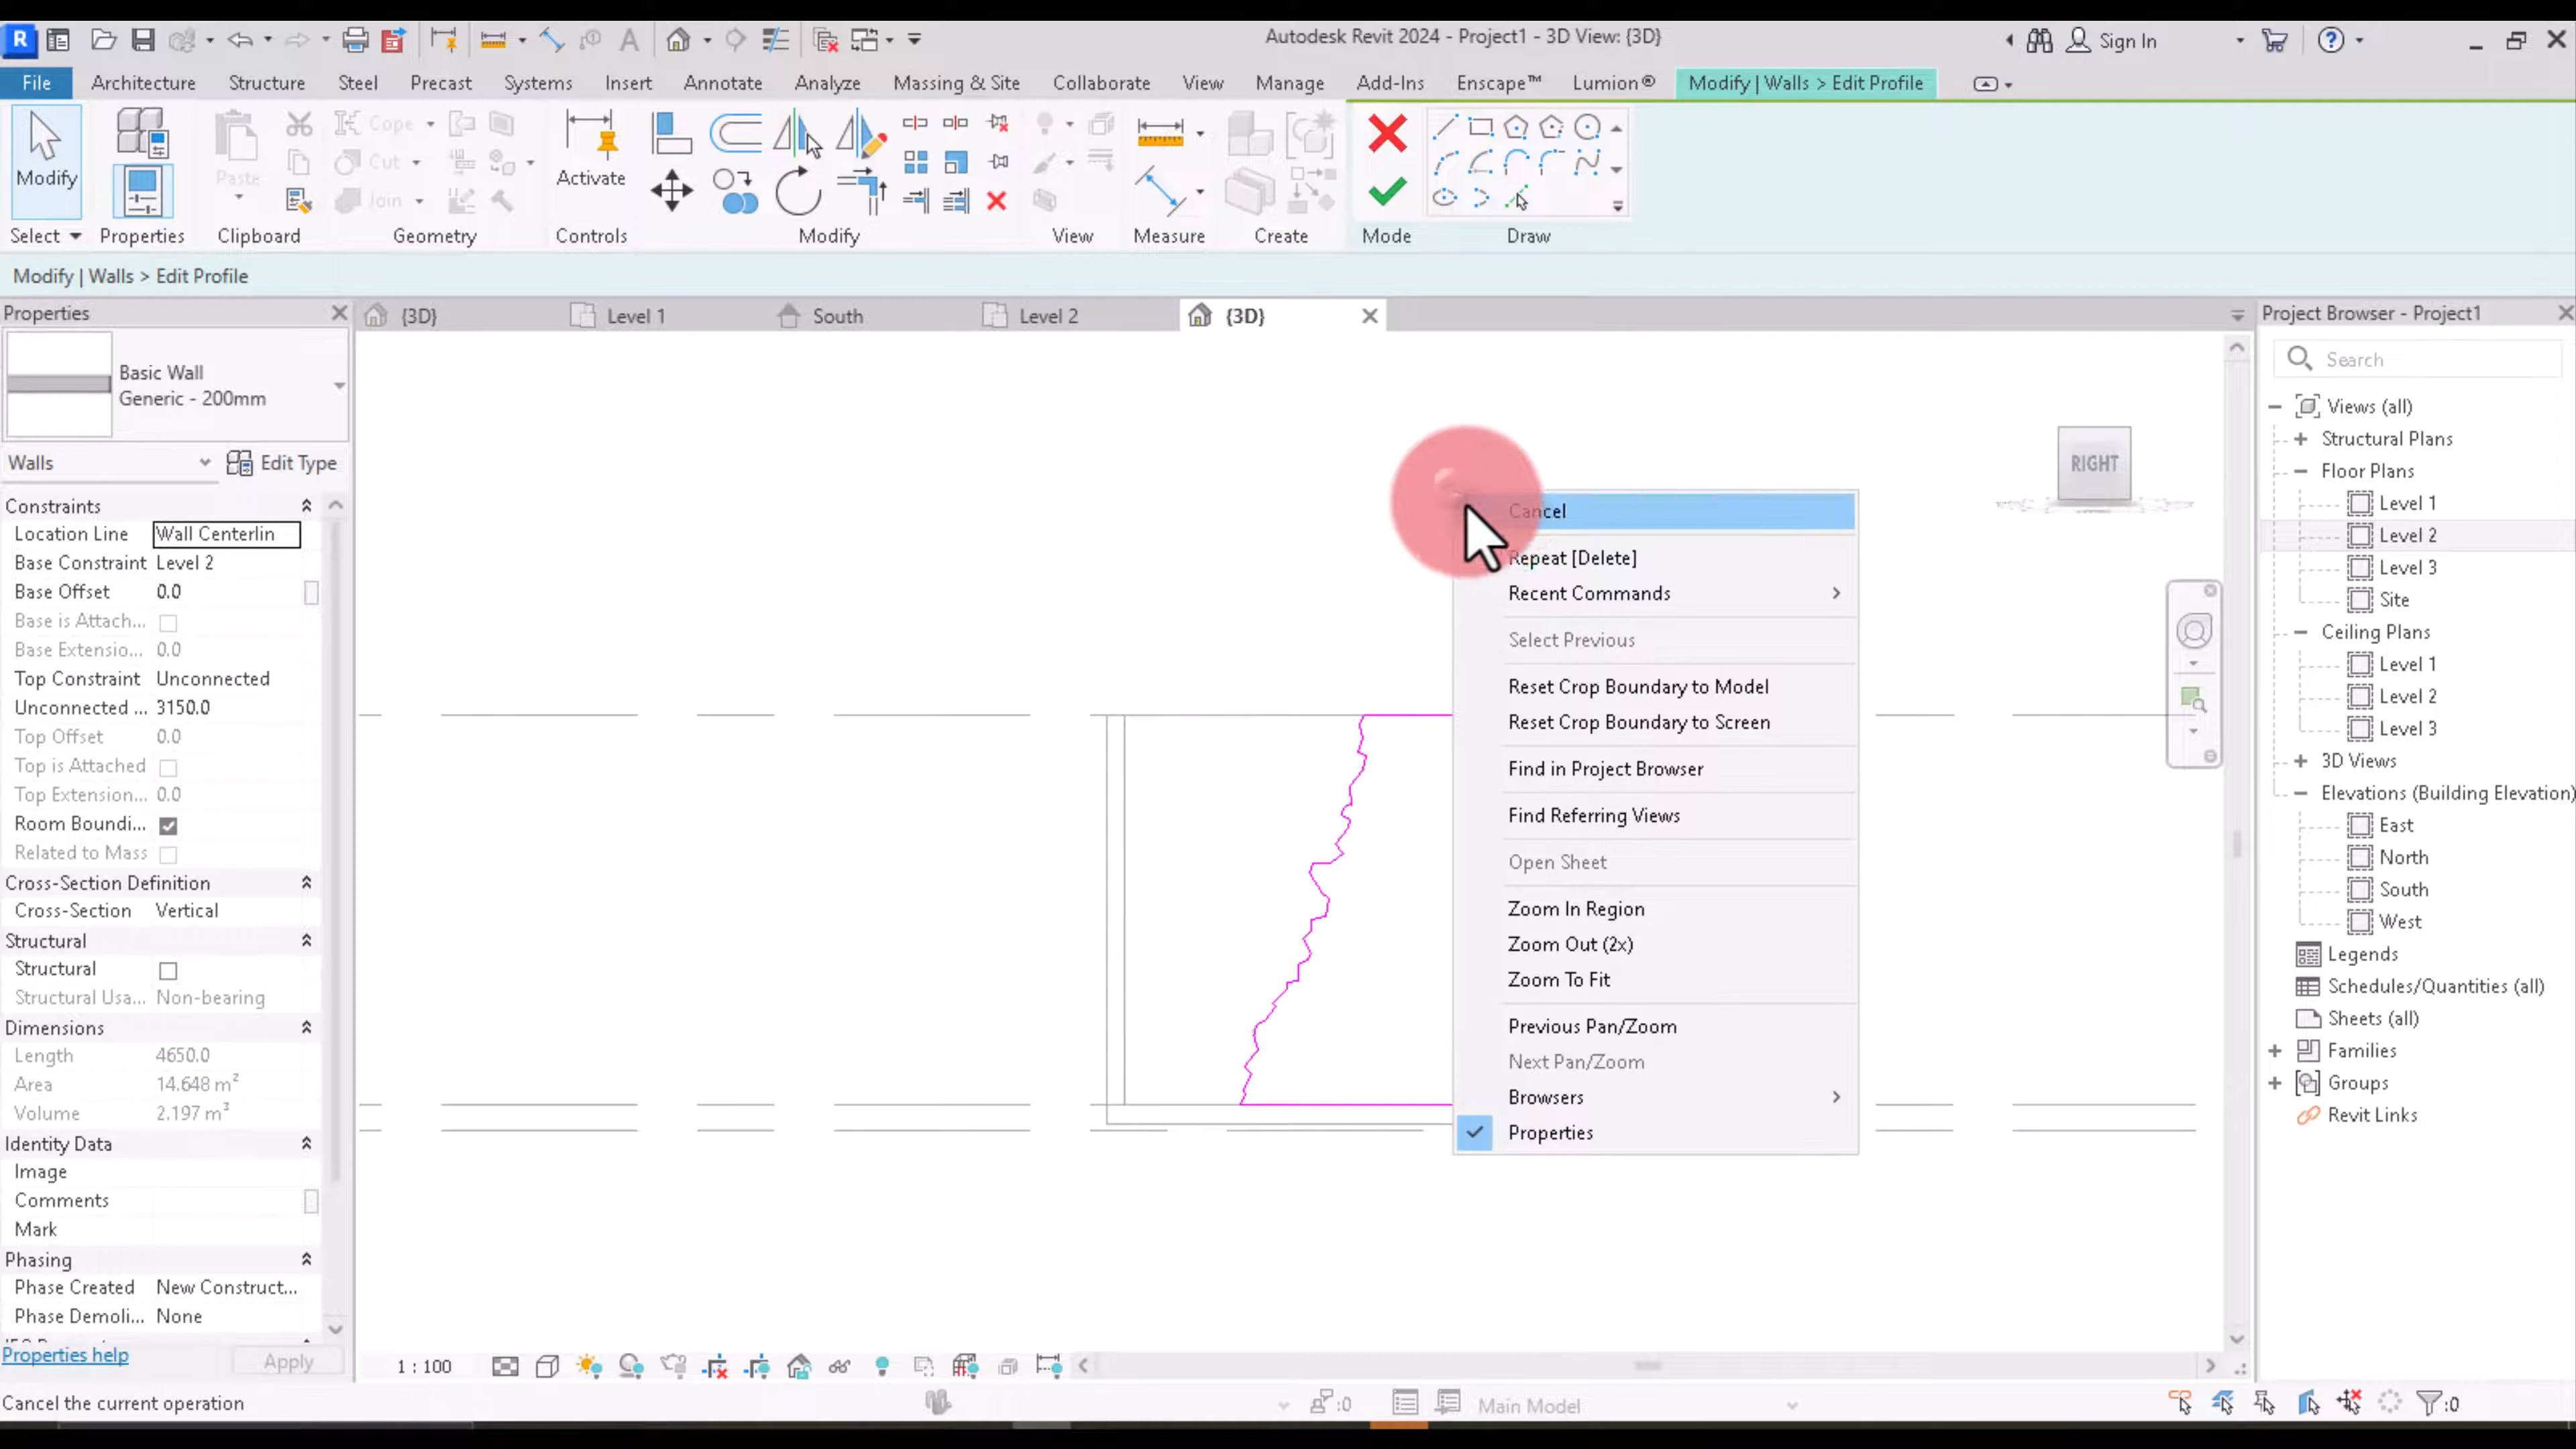 Autodesk Revit 2024 - Project1 - 3D View: {3D}
Sign In
File
Architecture
Structure
Steel
Precast
Systems
Insert
Annotate
Analyze
Massing & Site
Collaborate
View
Manage
Add-Ins
Enscape™
Lumion®
Modify | Walls > Edit Profile
Modify
Paste
Cope
Cut
Join
Activate
Select
Properties
Clipboard
Geometry
Controls
Modify
View
Measure
Create
Mode
Draw
Modify | Walls > Edit Profile
Properties
{3D}
Level 1
South
Level 2
{3D}
Project Browser - Project1
Basic Wall
Generic - 200mm
Walls
Edit Type
Constraints
Location Line Wall Centerlin
Base Constraint Level 2
Base Offset 0.0
Base is Attach...
Base Extensio... 0.0
Top Constraint Unconnected
Unconnected ... 3150.0
Top Offset 0.0
Top is Attached
Top Extension... 0.0
Room Boundi...
Related to Mass
Cross-Section Definition
Cross-Section Vertical
Structural
Structural
Structural Usa... Non-bearing
Dimensions
Length 4650.0
Area 14.648 m²
Volume 2.197 m³
Identity Data
Image
Comments
Mark
Phasing
Phase Created New Construct...
Phase Demoli... None
Properties help
Apply
RIGHT
Cancel
Repeat [Delete]
Recent Commands
Select Previous
Reset Crop Boundary to Model
Reset Crop Boundary to Screen
Find in Project Browser
Find Referring Views
Open Sheet
Zoom In Region
Zoom Out (2x)
Zoom To Fit
Previous Pan/Zoom
Next Pan/Zoom
Browsers
Properties
Search
Views (all)
Structural Plans
Floor Plans
Level 1
Level 2
Level 3
Site
Ceiling Plans
Level 1
Level 2
Level 3
3D Views
Elevations (Building Elevation)
East
North
South
West
Legends
Schedules/Quantities (all)
Sheets (all)
Families
Groups
Revit Links
1 : 100
Cancel the current operation
:0
Main Model
:0